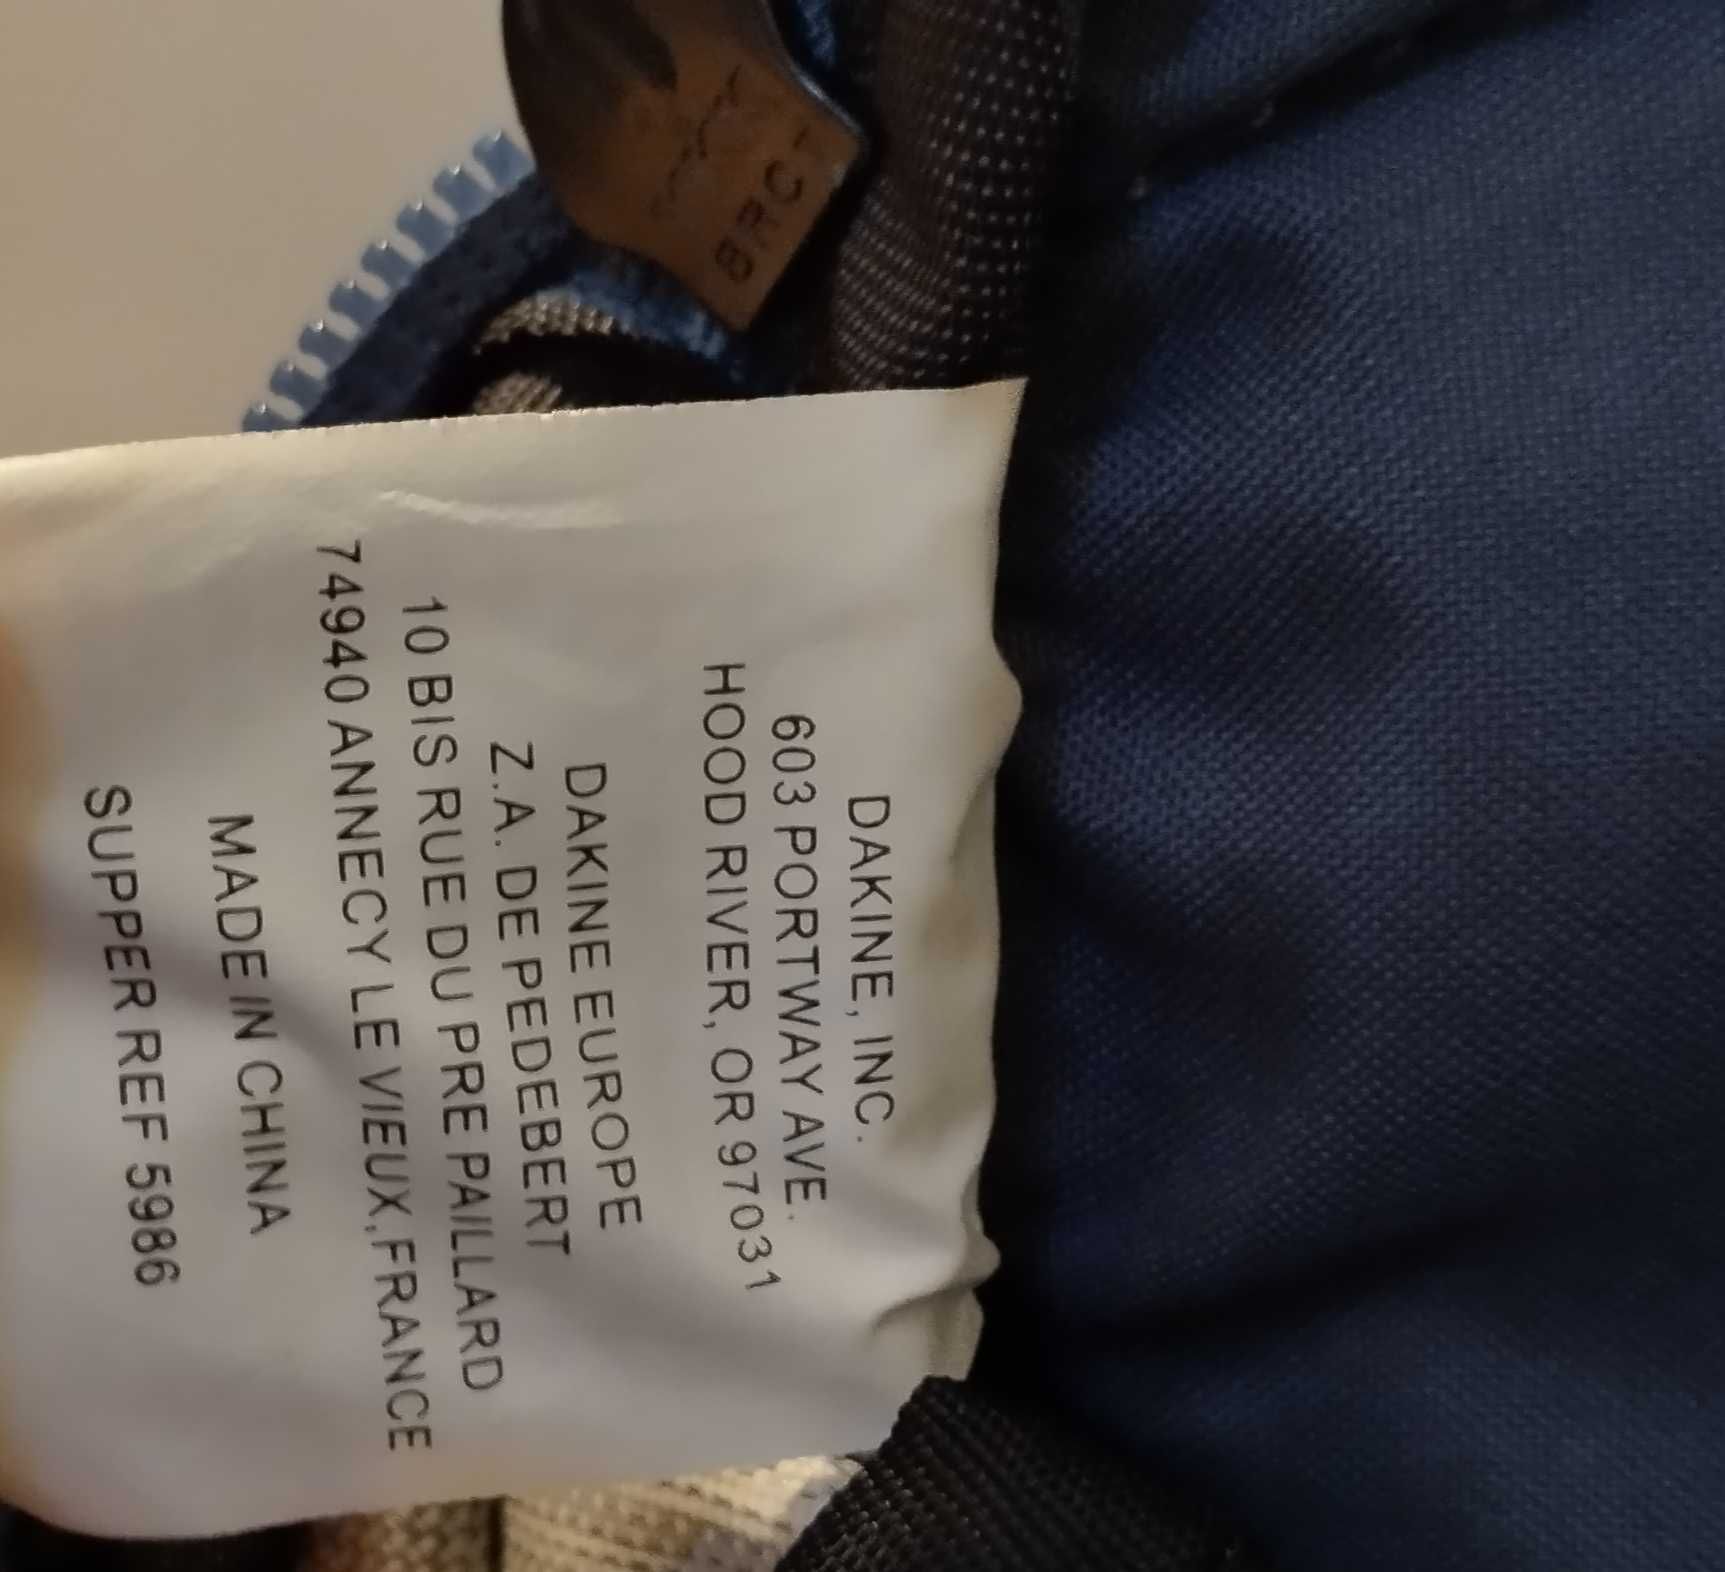 DAKINE, INC.
603 PORTWAY AVE.
HOOD RIVER, OR 97031
DAKINE EUROPE
Z.A. DE PEDEBERT
10 BIS RUE DU PRE PAILLARD
74940 ANNECY LE VIEUX,FRANCE
MADE IN CHINA
SUPPER REF 5986